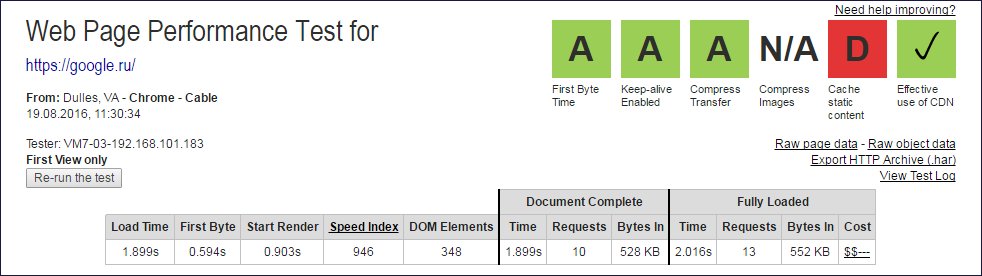 Need help improving?
Web Page Performance Test for
https://google.ru/
From: Dulles, VA - Chrome - Cable
19.08.2016, 11:30:34
A A A N/A D ✓
First Byte Time
Keep-alive Enabled
Compress Transfer
Compress Images
Cache static content
Effective use of CDN
Tester: VM7-03-192.168.101.183
First View only
Re-run the test
Raw page data - Raw object data
Export HTTP Archive (.har)
View Test Log
Document Complete Fully Loaded
Load Time First Byte Start Render Speed Index DOM Elements Time Requests Bytes In Time Requests Bytes In Cost
1.899s 0.594s 0.903s 946 348 1.899s 10 528 KB 2.016s 13 552 KB $$---